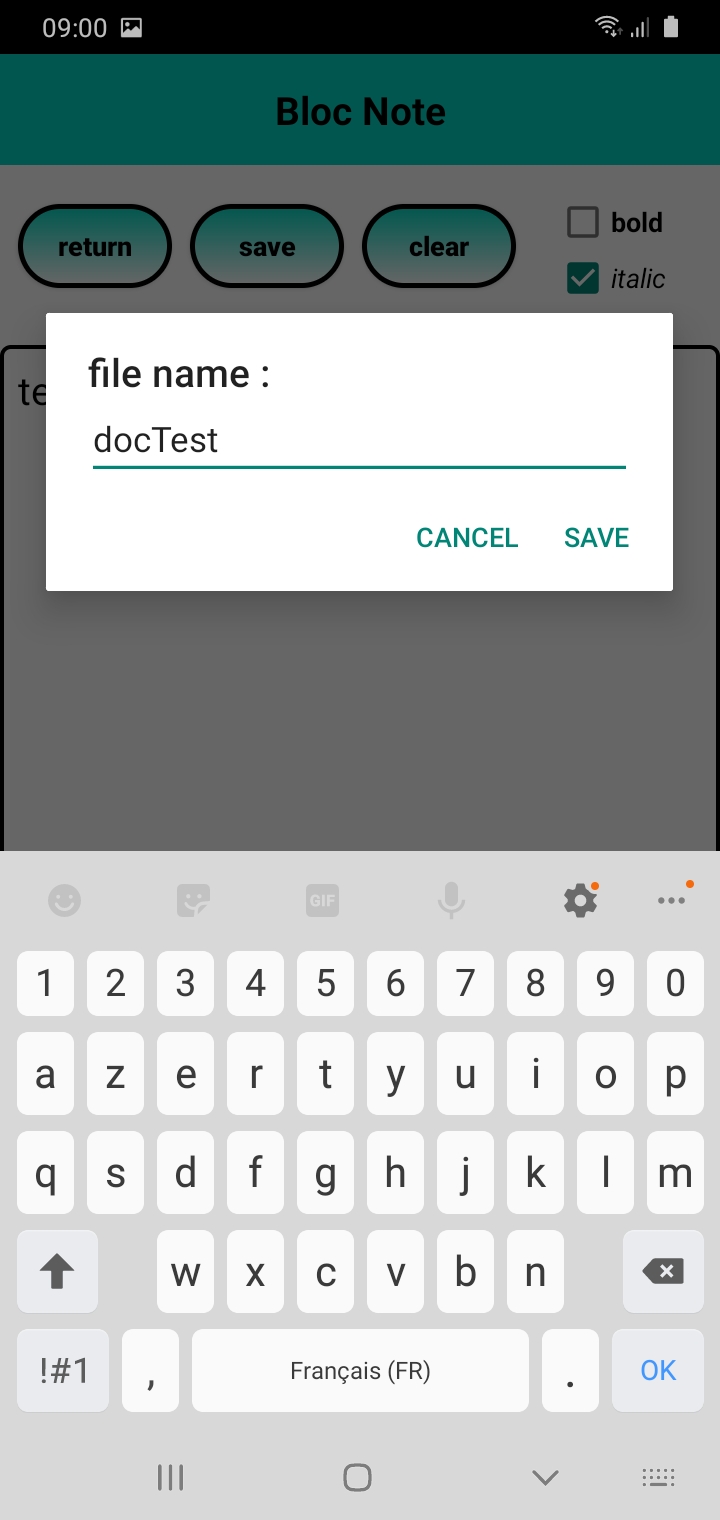 09:00
Bloc Note
return save clear bold
italic
file name :
te
docTest
CANCEL SAVE
GIF
1 2 3 4 5 6 7 8 9 0
a z e r t y u i o p
q s d f g h j k l m
w x c v b n
!#1 , Français (FR) . OK